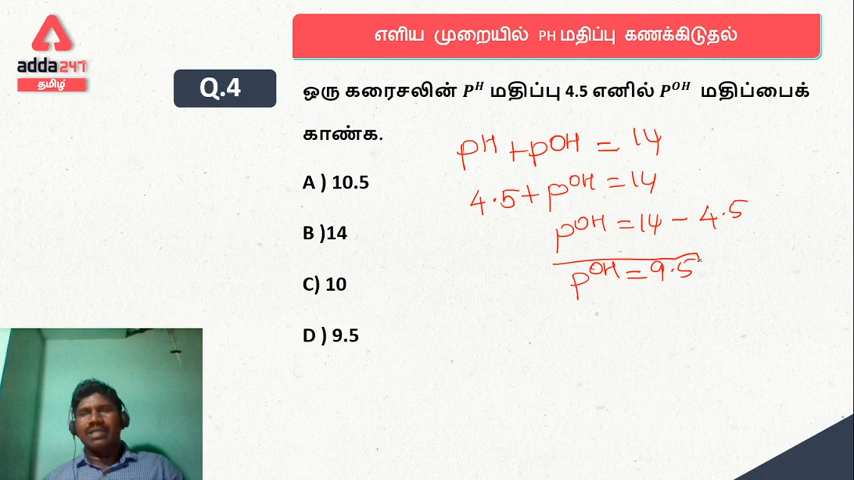 எளிய முறையில் PH மதிப்பு கணக்கிடுதல்
adda247
தமிழ்
Q.4
ஒரு கரைசலின் P^H மதிப்பு 4.5 எனில் P^OH மதிப்பைக்
காண்க.
pH + pOH = 14
A ) 10.5
4.5 + pOH = 14
B )14
pOH = 14 - 4.5
pOH = 9.5
C) 10
D ) 9.5